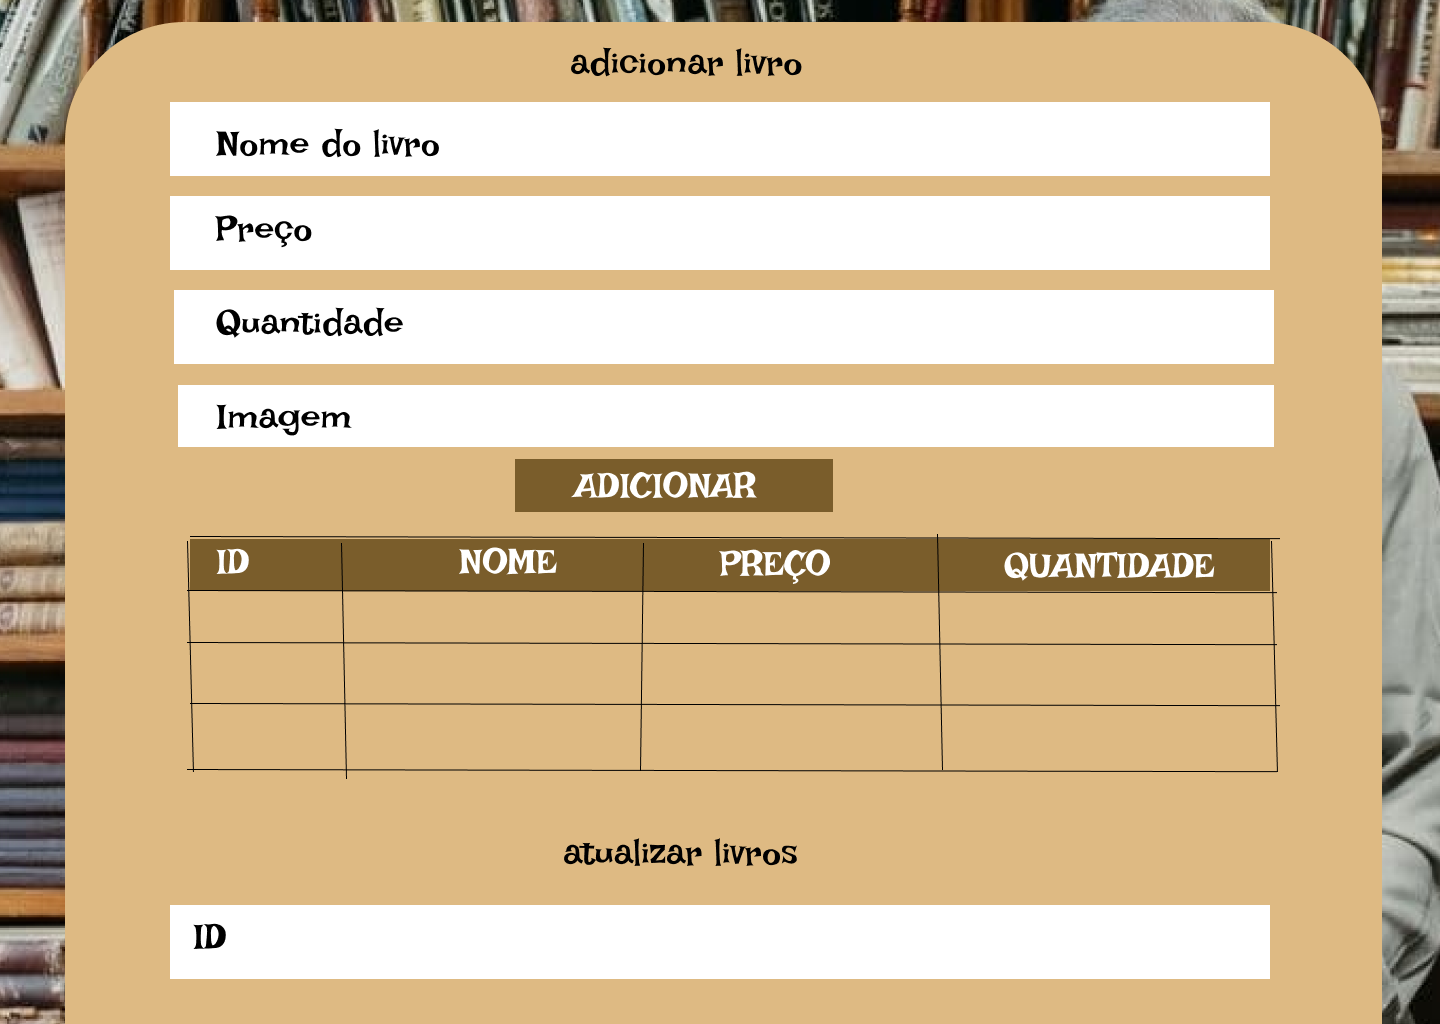 adicionar livro
Nome do livro
Preço
Quantidade
Imagem
ADICIONAR
ID NOME PREÇO QUANTIDADE
atualizar livros
ID